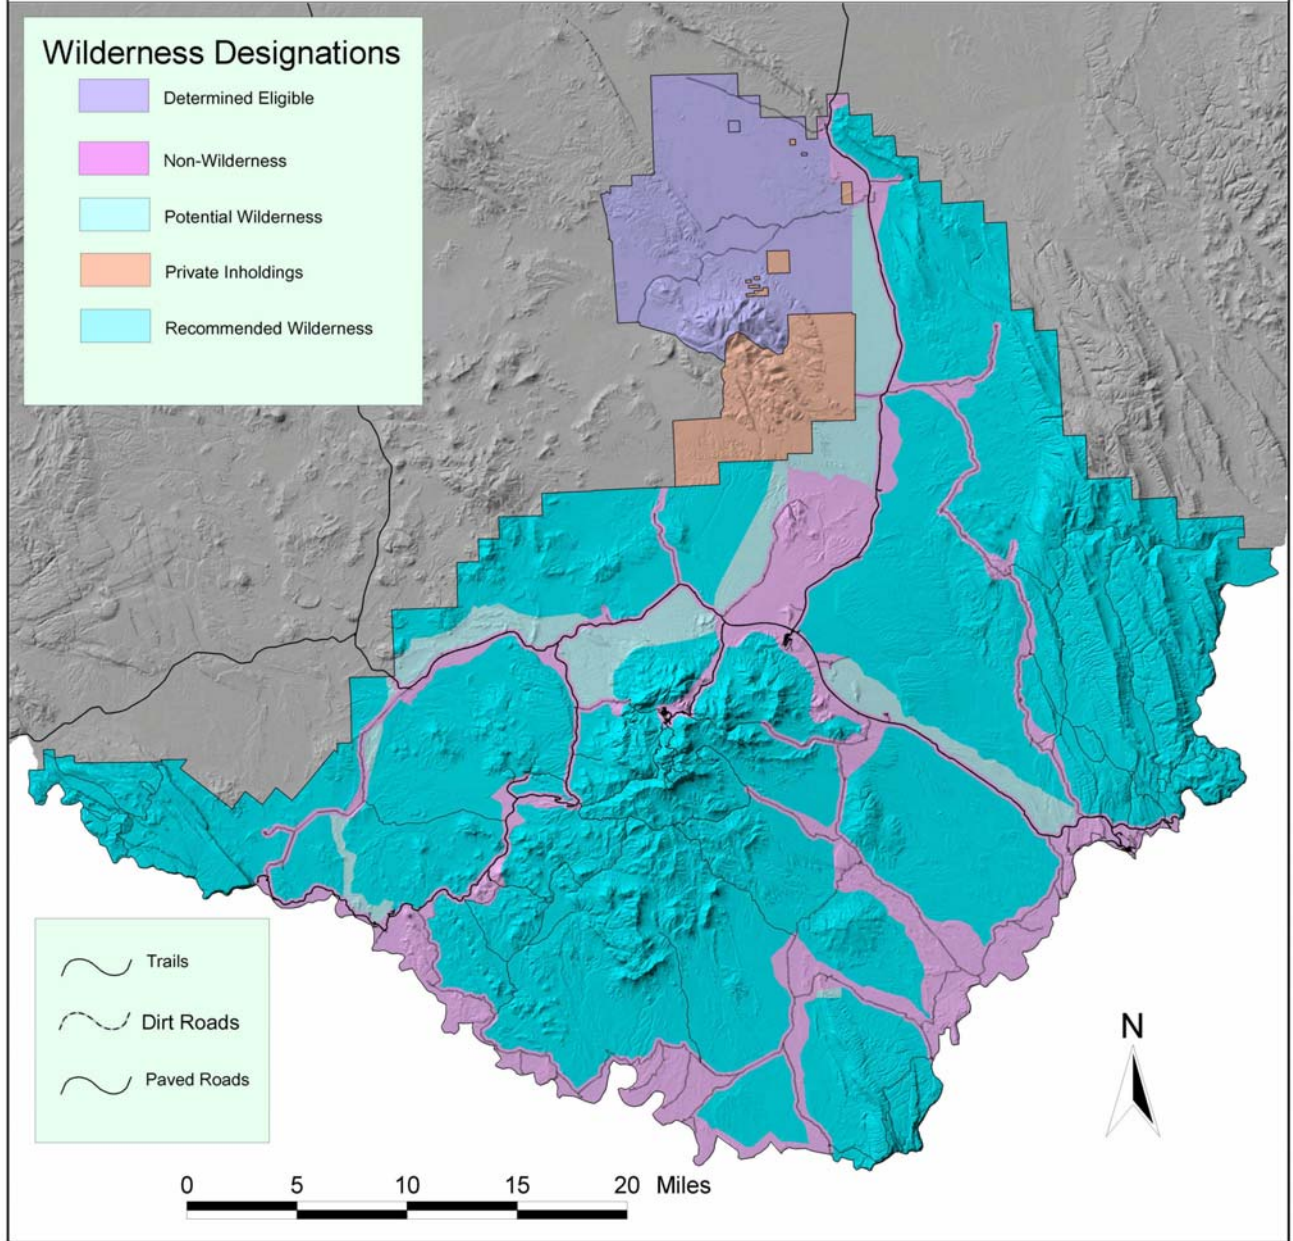 Wilderness Designations
Determined Eligible
Non-Wilderness
Potential Wilderness
Private Inholdings
Recommended Wilderness
Trails
Dirt Roads
Paved Roads
N
0 5 10 15 20 Miles